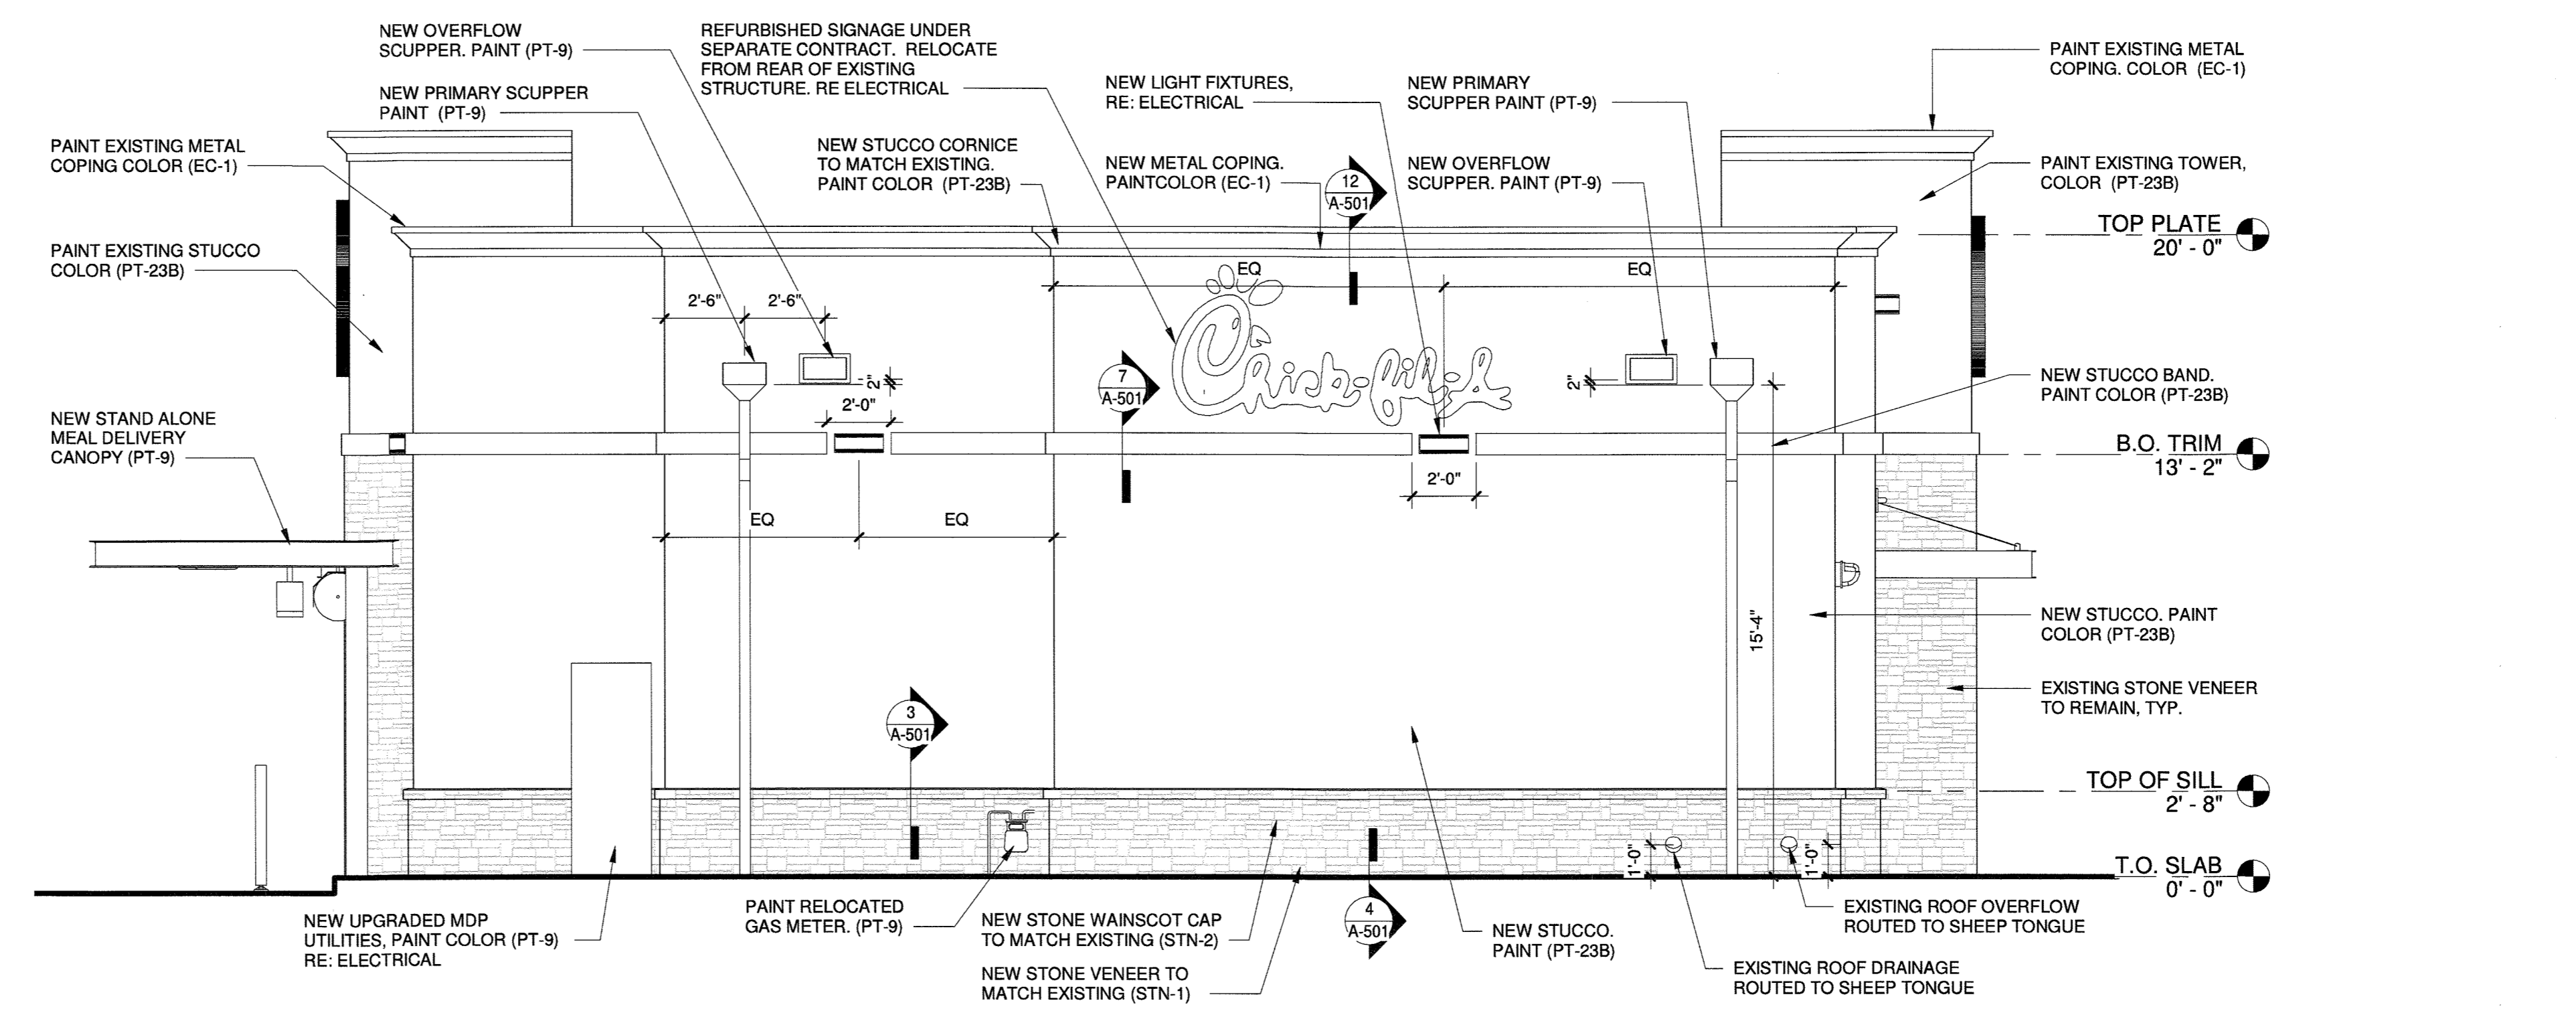 NEW OVERFLOW
SCUPPER. PAINT (PT-9)
NEW PRIMARY SCUPPER
PAINT (PT-9)
REFURBISHED SIGNAGE UNDER
SEPARATE CONTRACT. RELOCATE
FROM REAR OF EXISTING
STRUCTURE. RE ELECTRICAL
NEW LIGHT FIXTURES,
RE: ELECTRICAL
NEW PRIMARY
SCUPPER PAINT (PT-9)
PAINT EXISTING METAL
COPING. COLOR (EC-1)
PAINT EXISTING METAL
COPING COLOR (EC-1)
NEW STUCCO CORNICE
TO MATCH EXISTING.
PAINT COLOR (PT-23B)
NEW METAL COPING.
PAINTCOLOR (EC-1)
12
A-501
NEW OVERFLOW
SCUPPER. PAINT (PT-9)
PAINT EXISTING TOWER,
COLOR (PT-23B)
TOP PLATE
20' - 0"
PAINT EXISTING STUCCO
COLOR (PT-23B)
EQ
EQ
2'-6"
2'-6"
Chick-fil-A
2"
2'-0"
7
A-501
2"
NEW STUCCO BAND.
PAINT COLOR (PT-23B)
NEW STAND ALONE
MEAL DELIVERY
CANOPY (PT-9)
B.O. TRIM
13' - 2"
2'-0"
EQ
EQ
15'-4"
NEW STUCCO. PAINT
COLOR (PT-23B)
EXISTING STONE VENEER
TO REMAIN, TYP.
3
A-501
TOP OF SILL
2' - 8"
1'-0"
1'-0"
T.O. SLAB
0' - 0"
NEW UPGRADED MDP
UTILITIES, PAINT COLOR (PT-9)
RE: ELECTRICAL
PAINT RELOCATED
GAS METER. (PT-9)
NEW STONE WAINSCOT CAP
TO MATCH EXISTING (STN-2)
NEW STONE VENEER TO
MATCH EXISTING (STN-1)
4
A-501
NEW STUCCO.
PAINT (PT-23B)
EXISTING ROOF OVERFLOW
ROUTED TO SHEEP TONGUE
EXISTING ROOF DRAINAGE
ROUTED TO SHEEP TONGUE